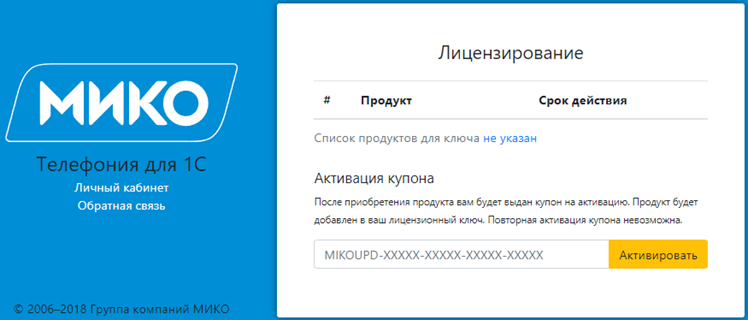 МИКО
Телефония для 1С
Личный кабинет
Обратная связь
© 2006–2018 Группа компаний МИКО
Лицензирование
# Продукт Срок действия
Список продуктов для ключа не указан
Активация купона
После приобретения продукта вам будет выдан купон на активацию. Продукт будет
добавлен в ваш лицензионный ключ. Повторная активация купона невозможна.
MIKOUPD-XXXXX-XXXXX-XXXXX-XXXXX Активировать